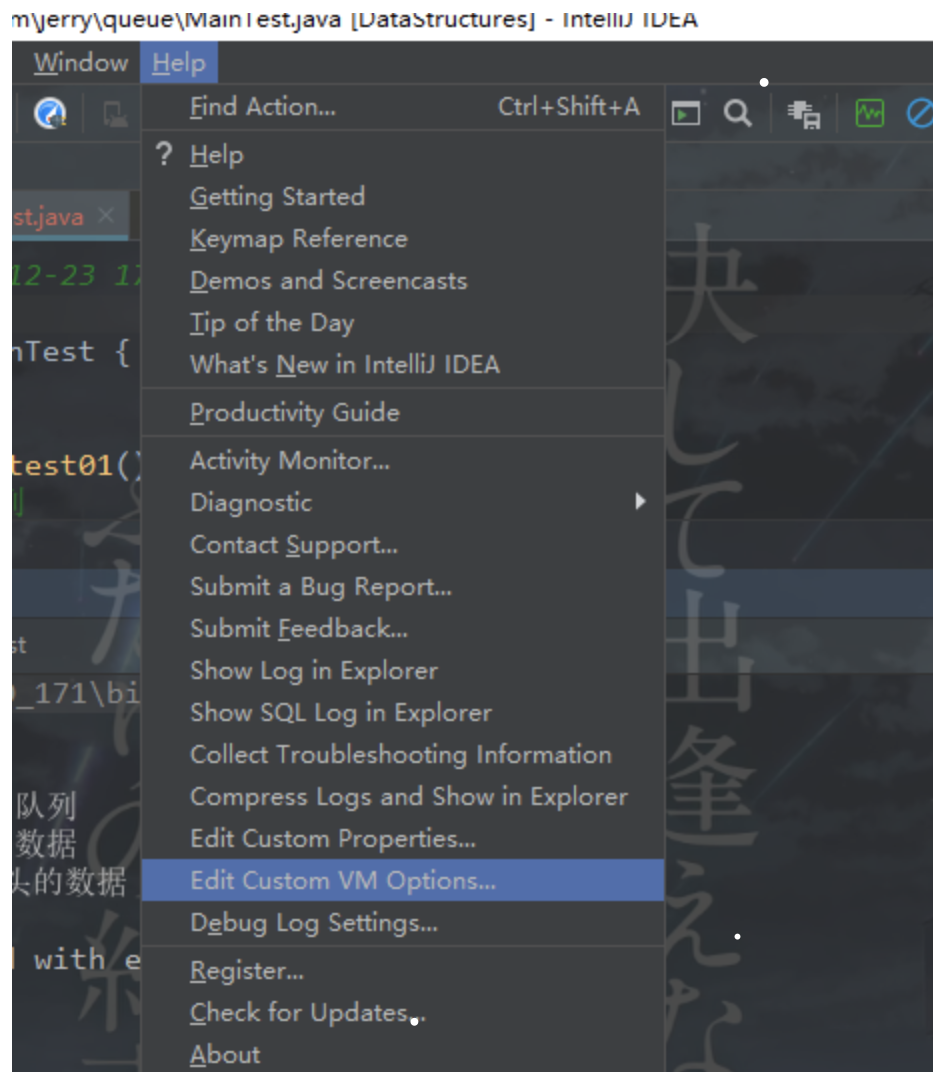 m\jerry\queue\MainTest.java [DataStructures] - IntelliJ IDEA
Window Help
Find Action... Ctrl+Shift+A
? Help
Getting Started
st.java ×
Keymap Reference
12-23 17
Demos and Screencasts
Tip of the Day
nTest {
What's New in IntelliJ IDEA
Productivity Guide
test01()
Activity Monitor...
列
Diagnostic
Contact Support...
Submit a Bug Report...
Submit Feedback...
st
Show Log in Explorer
_171\bi
Show SQL Log in Explorer
Collect Troubleshooting Information
Compress Logs and Show in Explorer
队列
Edit Custom Properties...
数据
Edit Custom VM Options...
头的数据
Debug Log Settings...
with e
Register...
Check for Updates...
About
決して出逢えな